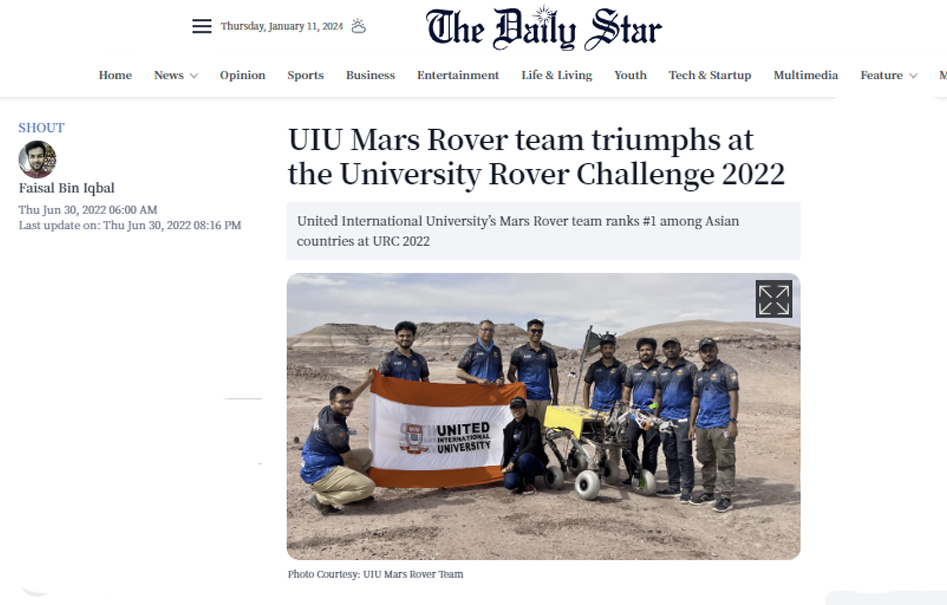 Thursday, January 11, 2024
The Daily Star
Home News Opinion Sports Business Entertainment Life & Living Youth Tech & Startup Multimedia Feature M
SHOUT
Faisal Bin Iqbal
Thu Jun 30, 2022 06:00 AM
Last update on: Thu Jun 30, 2022 08:16 PM
UIU Mars Rover team triumphs at
the University Rover Challenge 2022
United International University's Mars Rover team ranks #1 among Asian
countries at URC 2022
UNITED
INTERNATIONAL
UNIVERSITY
Photo Courtesy: UIU Mars Rover Team